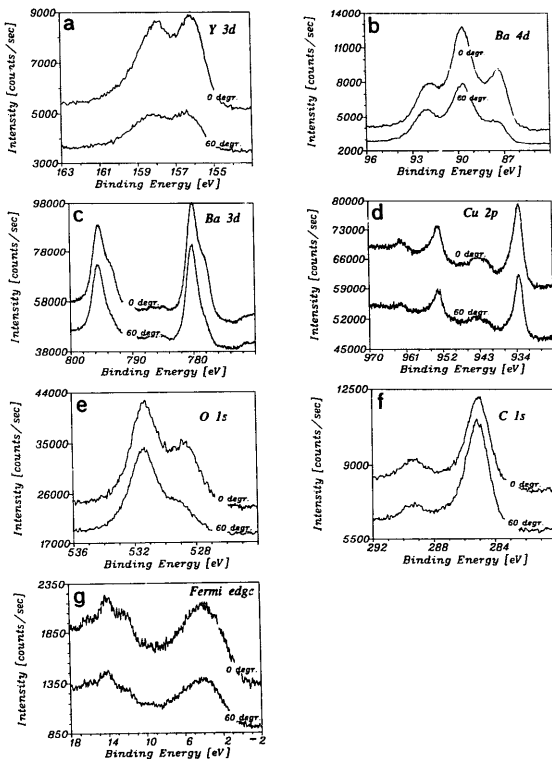 a
Y 3d
Intensity [counts/sec]
9000
7000
5000
3000
0 degr.
60 degr.
163
161
159
157
155
Binding Energy [eV]
b
Ba 4d
Intensity [counts/sec]
14000
10000
6000
2000
0 degr.
60 degr.
96
93
90
87
Binding Energy [eV]
c
Ba 3d
Intensity [counts/sec]
98000
78000
58000
38000
0 degr.
60 degr.
800
790
780
Binding Energy [eV]
d
Cu 2p
Intensity [counts/sec]
80000
73000
66000
59000
52000
45000
0 degr.
60 degr.
970
961
952
943
934
Binding Energy [eV]
e
O 1s
Intensity [counts/sec]
44000
35000
26000
17000
0 degr.
60 degr.
536
532
528
Binding Energy [eV]
f
C 1s
Intensity [counts/sec]
12500
9000
5500
0 degr.
60 degr.
292
288
284
Binding Energy [eV]
g
Fermi edge
Intensity [counts/sec]
2350
1850
1350
850
0 degr.
60 degr.
18
14
10
6
2
-2
Binding Energy [eV]